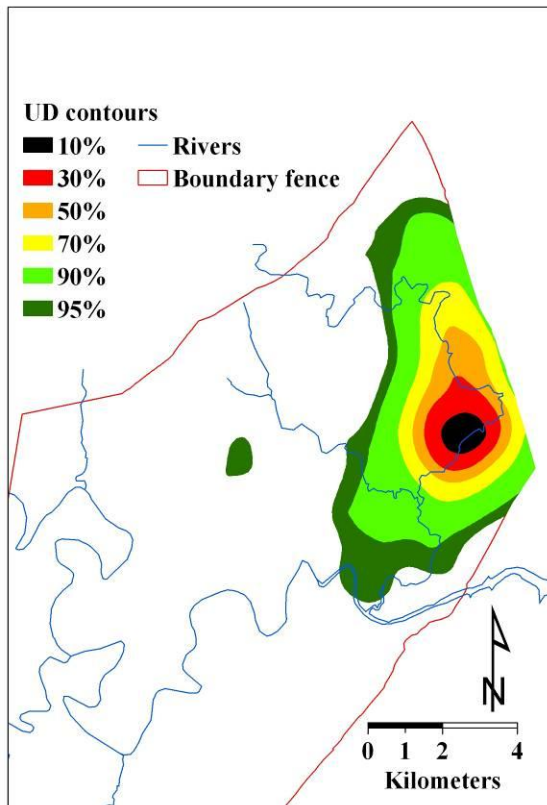 UD contours
10%
30%
50%
70%
90%
95%
Rivers
Boundary fence
N
0 1 2 4
Kilometers